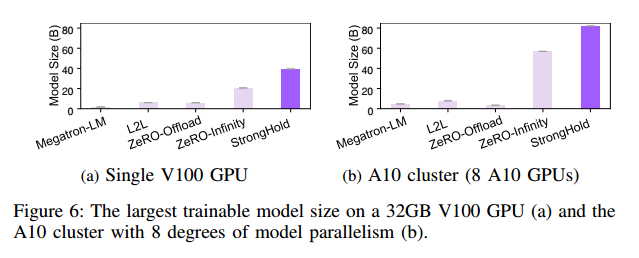 Model Size (B)
80
60
40
20
0
Megatron-LM
L2L
ZeRO-Offload
ZeRO-Infinity
StrongHold
(a) Single V100 GPU
Model Size (B)
80
60
40
20
0
Megatron-LM
L2L
ZeRO-Offload
ZeRO-Infinity
StrongHold
(b) A10 cluster (8 A10 GPUs)
Figure 6: The largest trainable model size on a 32GB V100 GPU (a) and the
A10 cluster with 8 degrees of model parallelism (b).